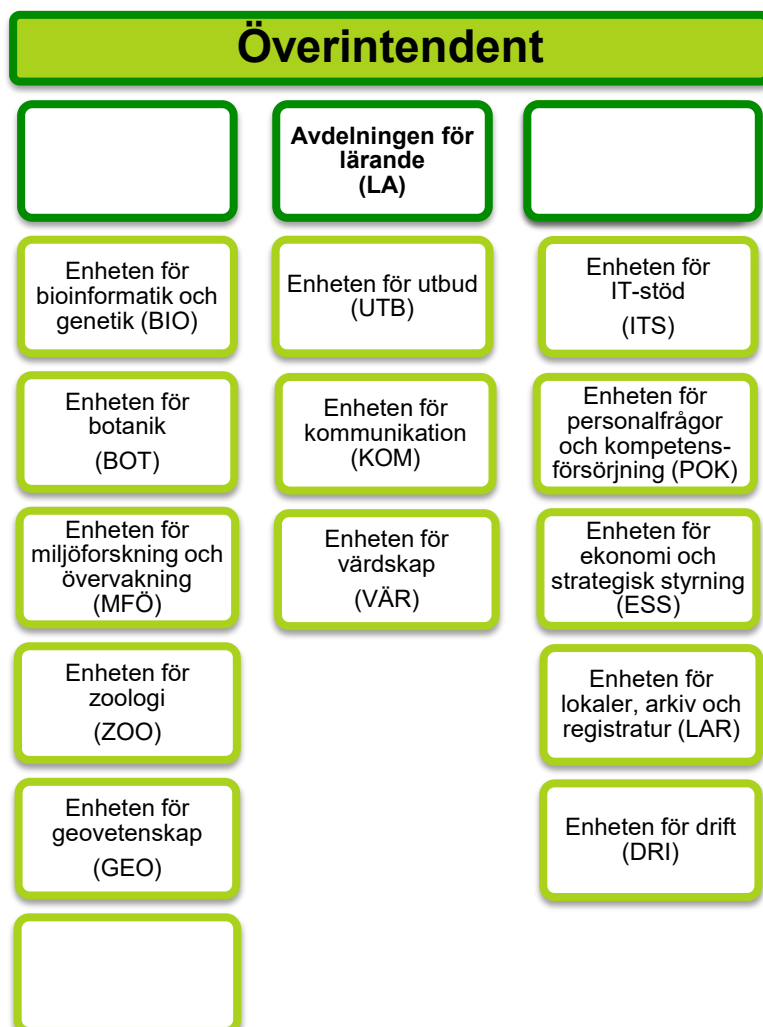 Överintendent
Avdelningen för
lärande
(LA)
Enheten för
bioinformatik och
genetik (BIO)
Enheten för
botanik
(BOT)
Enheten för
miljöforskning och
övervakning
(MFÖ)
Enheten för
zoologi
(ZOO)
Enheten för
geovetenskap
(GEO)
Enheten för utbud
(UTB)
Enheten för
kommunikation
(KOM)
Enheten för
värdskap
(VÄR)
Enheten för
IT-stöd
(ITS)
Enheten för
personalfrågor
och kompetens-
försörjning (POK)
Enheten för
ekonomi och
strategisk styrning
(ESS)
Enheten för
lokaler, arkiv och
registratur (LAR)
Enheten för drift
(DRI)